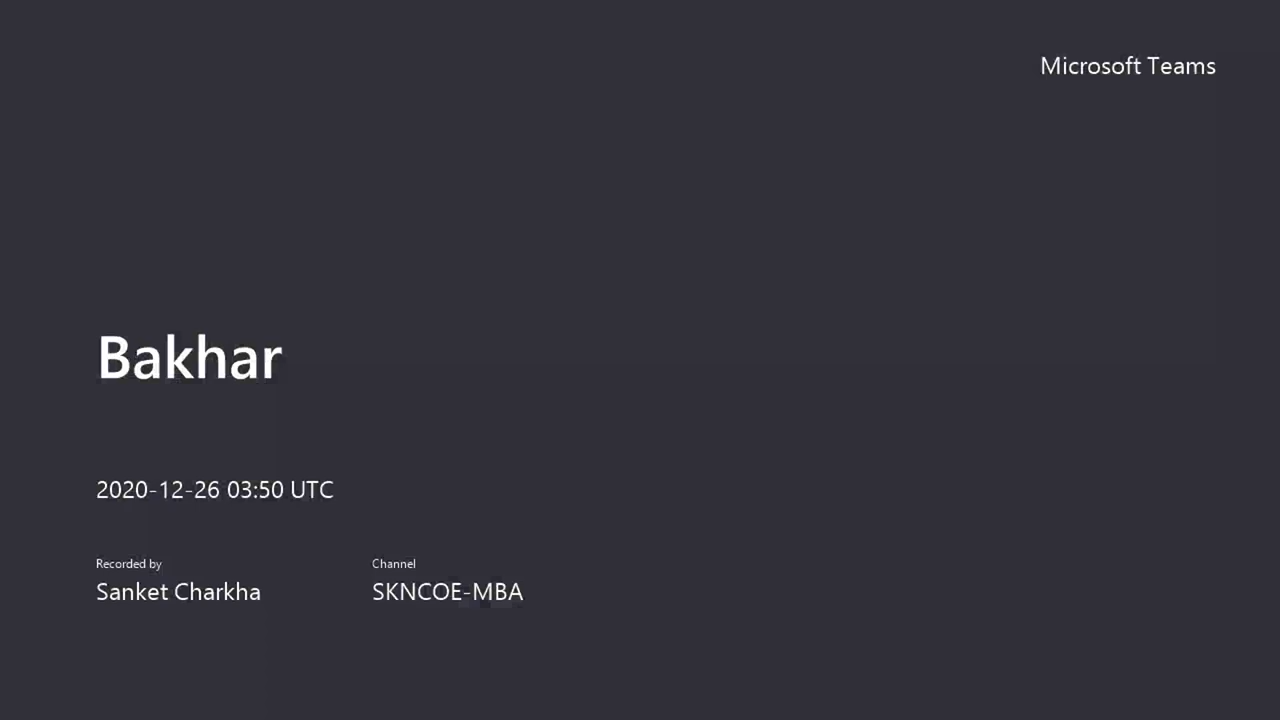 Microsoft Teams
Bakhar
2020-12-26 03:50 UTC
Recorded by
Sanket Charkha
Channel
SKNCOE-MBA